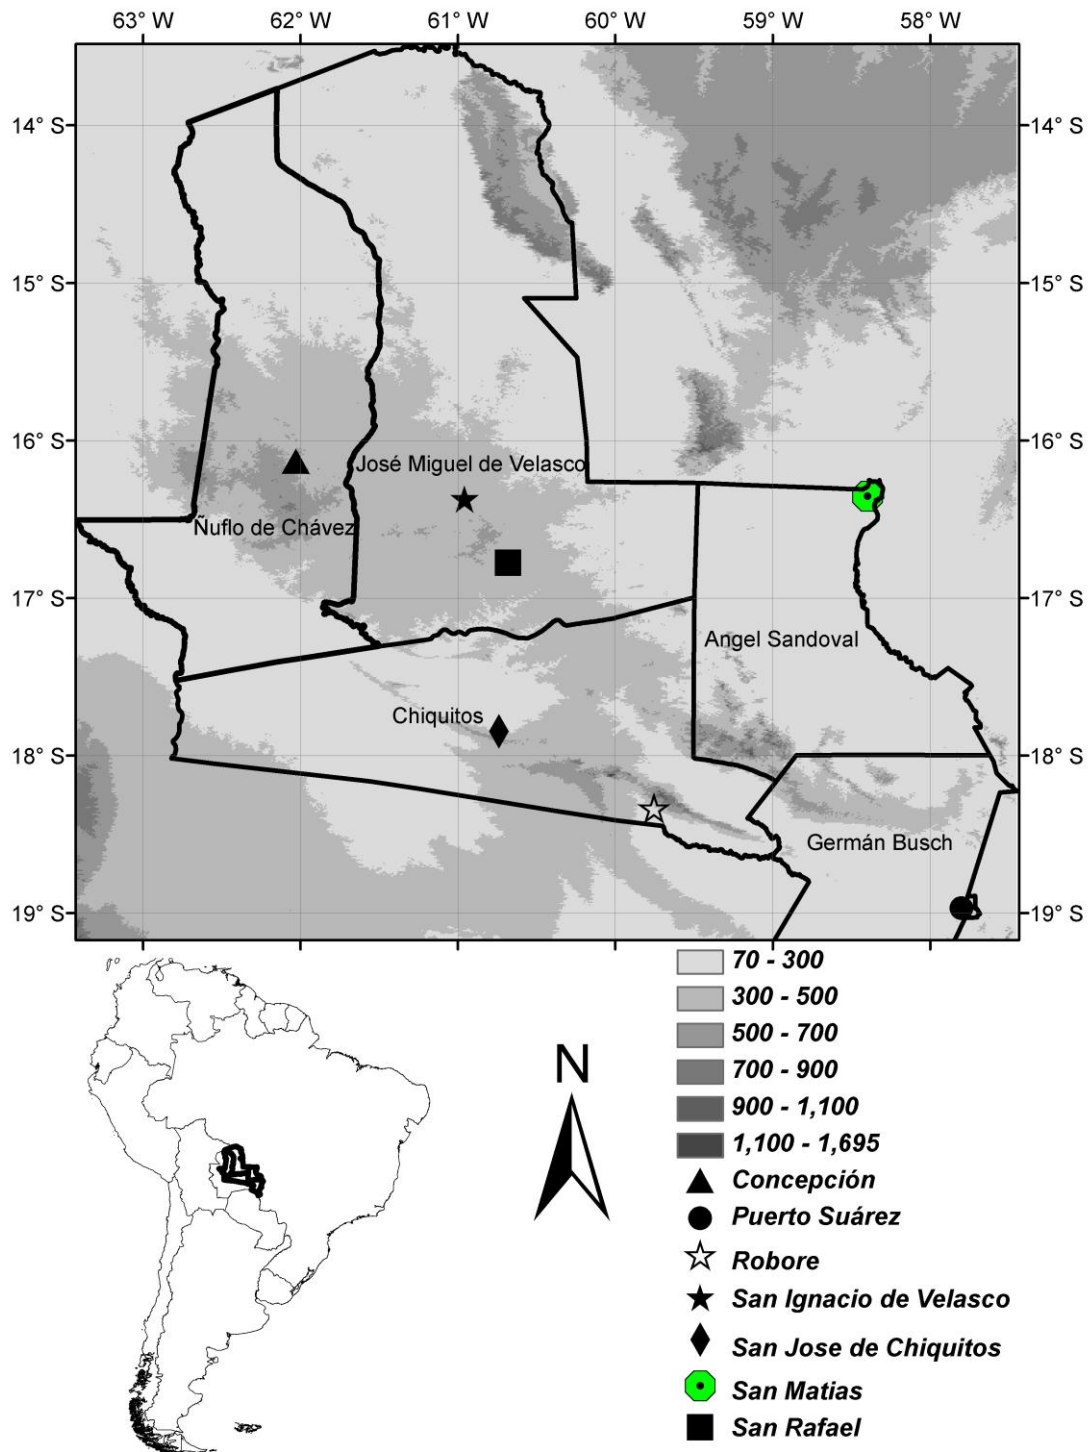 63° W 62° W 61° W 60° W 59° W 58° W
14° S 14° S
15° S 15° S
16° S 16° S
José Miguel de Velasco
Ñuflo de Chávez
17° S 17° S
Angel Sandoval
Chiquitos
18° S 18° S
Germán Busch
19° S 19° S
70 - 300
300 - 500
500 - 700
700 - 900
900 - 1,100
1,100 - 1,695
N
Concepción
Puerto Suárez
Robore
San Ignacio de Velasco
San Jose de Chiquitos
San Matias
San Rafael